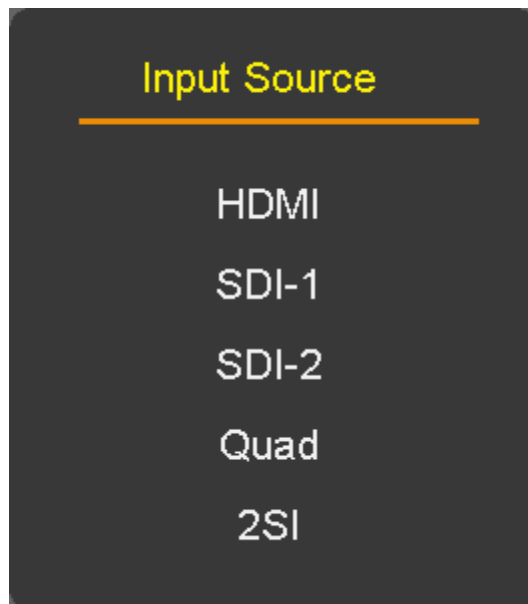 Input Source
HDMI
SDI-1
SDI-2
Quad
2SI